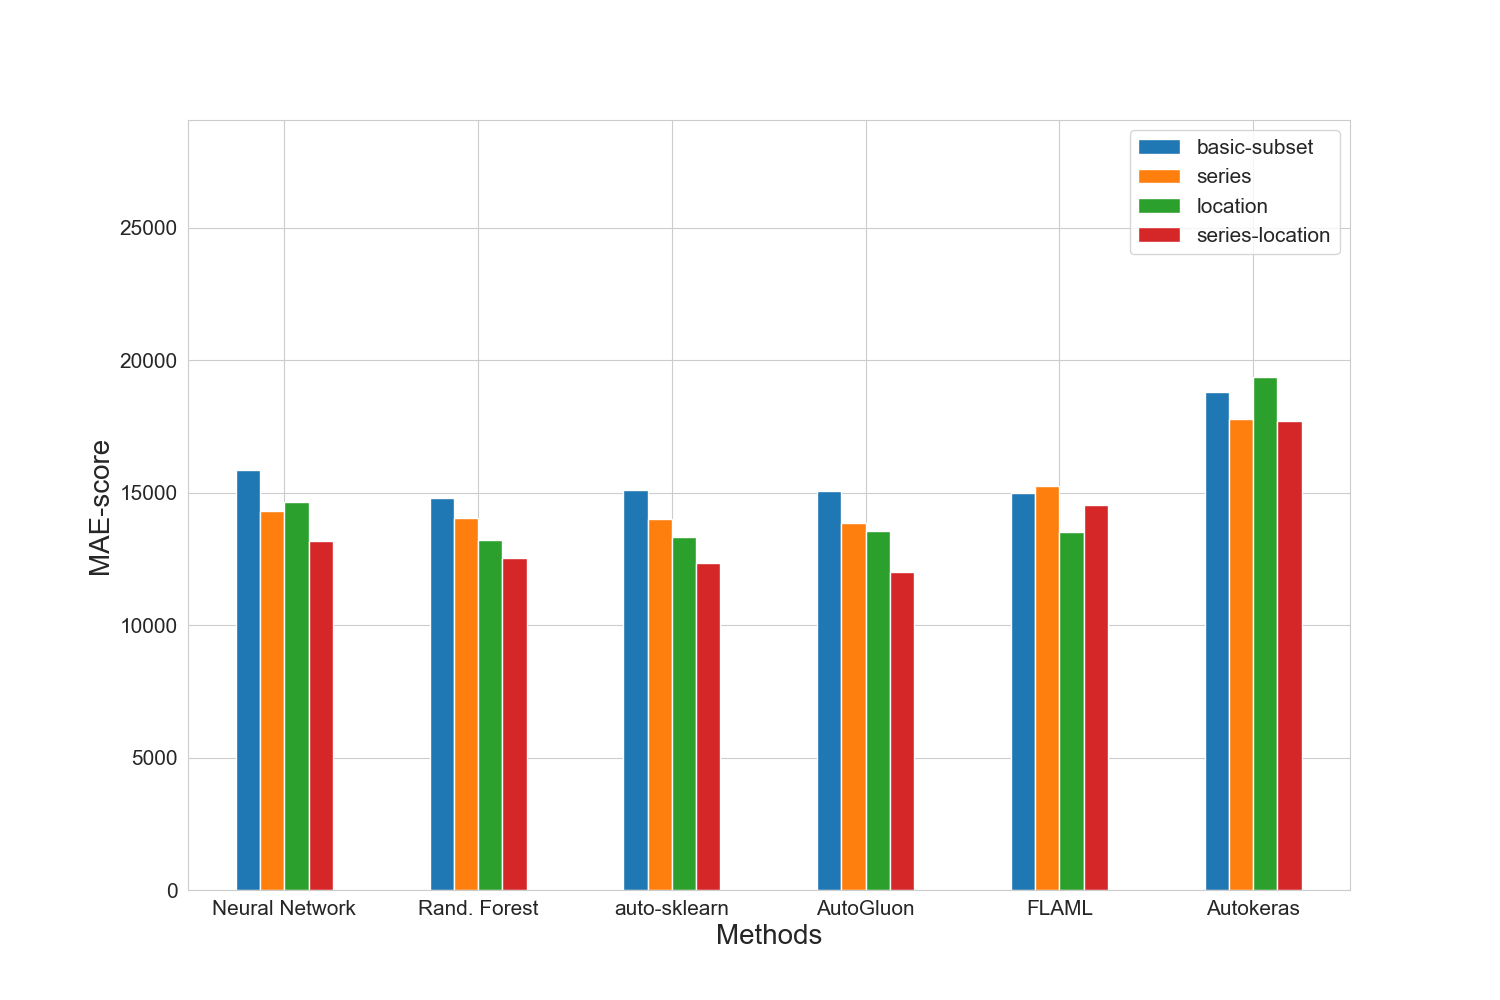 basic-subset
series
location
series-location
25000
20000
15000
10000
5000
0
MAE-score
Neural Network Rand. Forest auto-sklearn AutoGluon FLAML Autokeras
Methods